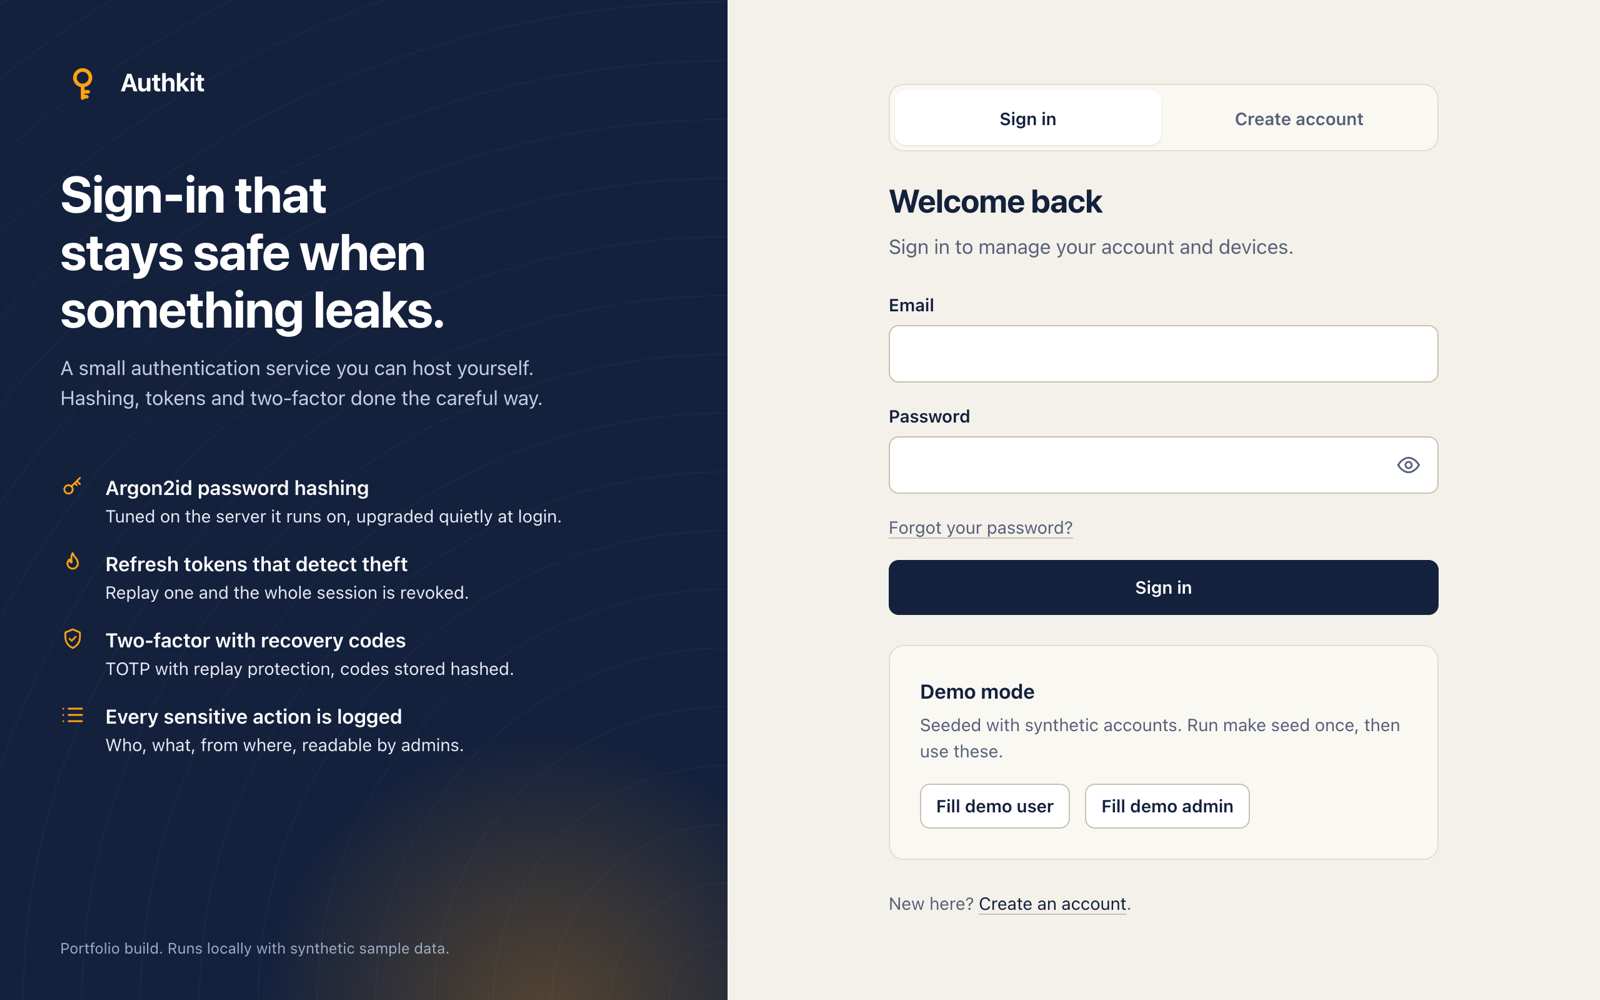 Authkit
Sign-in that
stays safe when
something leaks.
A small authentication service you can host yourself.
Hashing, tokens and two-factor done the careful way.
Argon2id password hashing
Tuned on the server it runs on, upgraded quietly at login.
Refresh tokens that detect theft
Replay one and the whole session is revoked.
Two-factor with recovery codes
TOTP with replay protection, codes stored hashed.
Every sensitive action is logged
Who, what, from where, readable by admins.
Portfolio build. Runs locally with synthetic sample data.
Sign in
Create account
Welcome back
Sign in to manage your account and devices.
Email
Password
Forgot your password?
Sign in
Demo mode
Seeded with synthetic accounts. Run make seed once, then
use these.
Fill demo user
Fill demo admin
New here? Create an account.